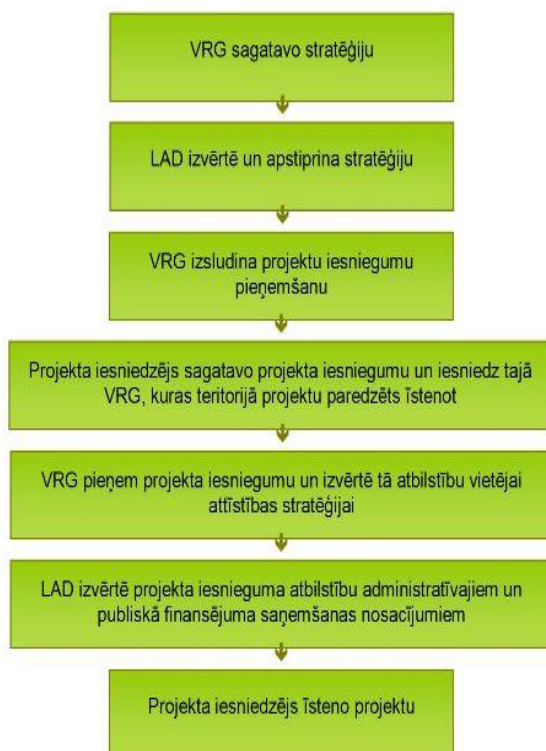 VRG sagatavo stratēģiju
LAD izvērtē un apstiprina stratēģiju
VRG izsludina projektu iesniegumu
pieņemšanu
Projekta iesniedzējs sagatavo projekta iesniegumu un iesniedz tajā
VRG, kuras teritorijā projektu paredzēts īstenot
VRG pieņem projekta iesniegumu un izvērtē tā atbilstību vietējai
attīstības stratēģijai
LAD izvērtē projekta iesnieguma atbilstību administratīvajiem un
publiskā finansējuma saņemšanas nosacījumiem
Projekta iesniedzējs īsteno projektu